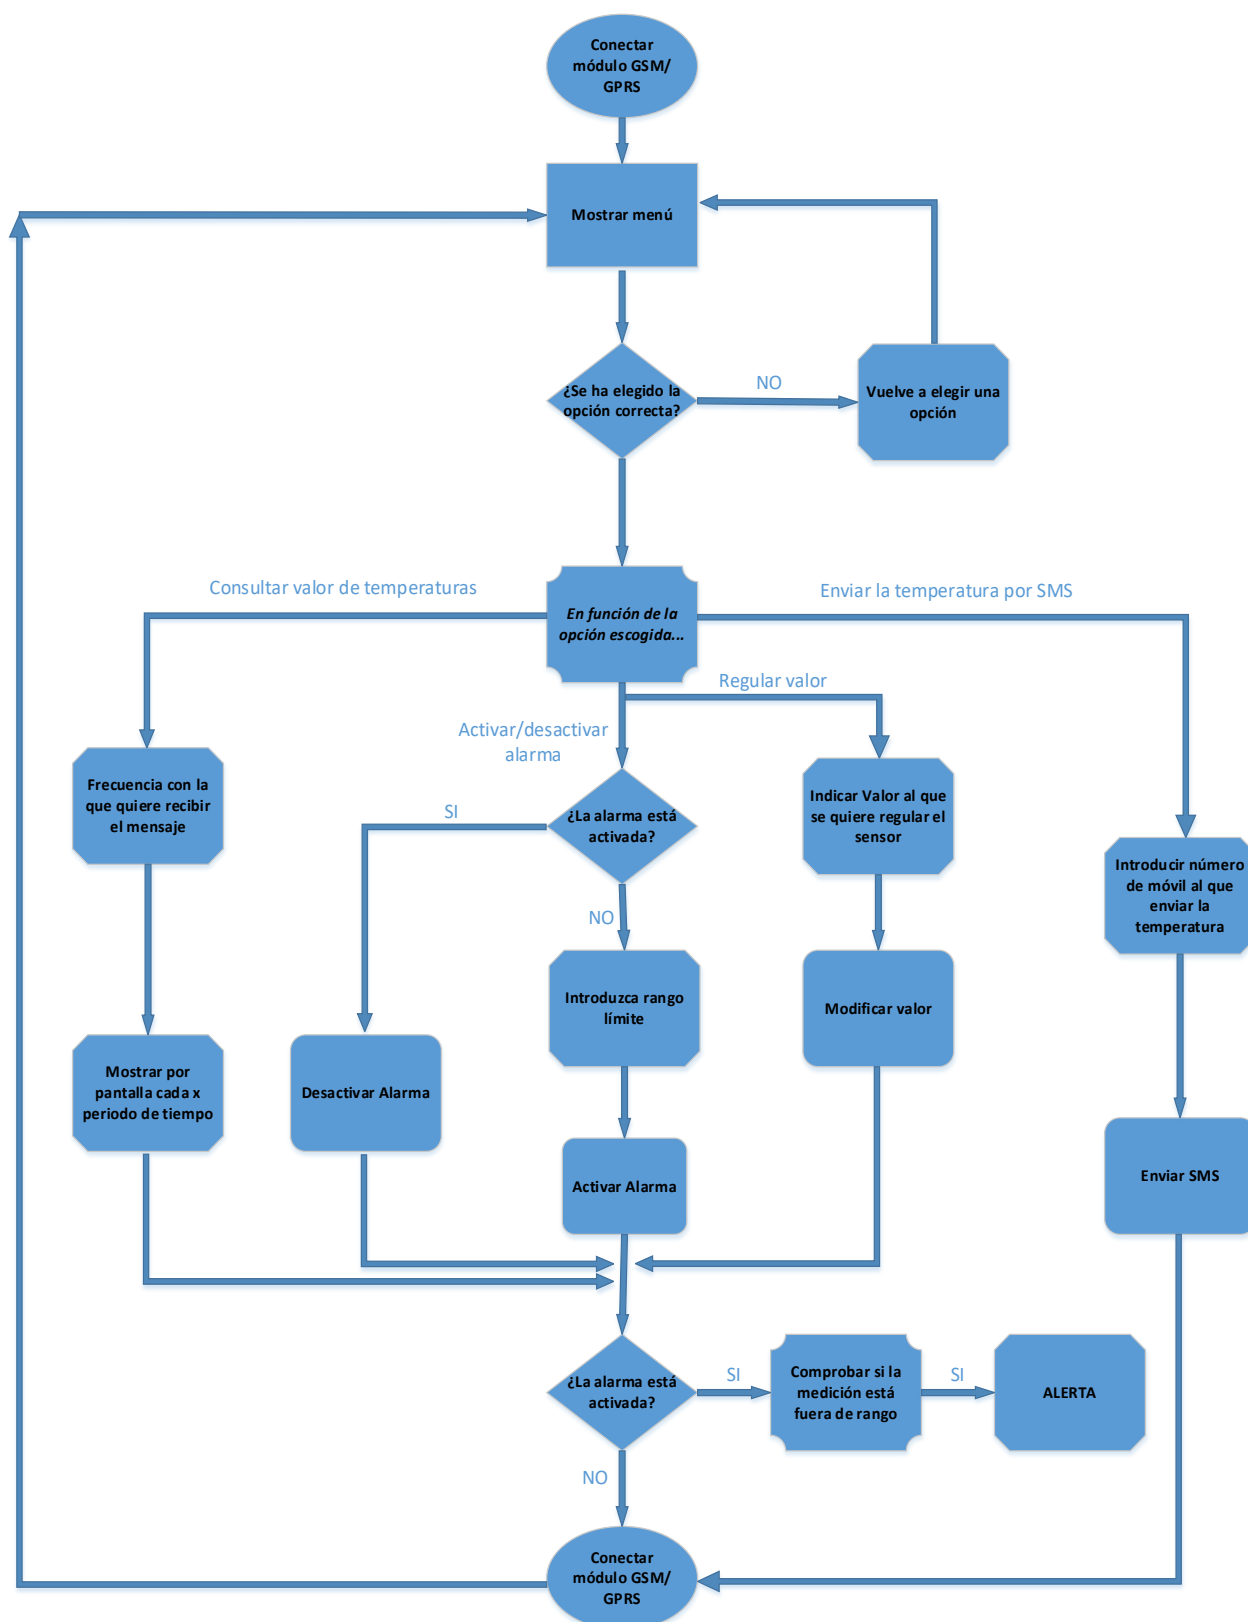 Conectar
módulo GSM/
GPRS
Mostrar menú
¿Se ha elegido la
opción correcta?
NO
Vuelve a elegir una
opción
Consultar valor de temperaturas
En función de la
opción escogida...
Enviar la temperatura por SMS
Regular valor
Activar/desactivar
alarma
Frecuencia con la
que quiere recibir
el mensaje
SI
¿La alarma está
activada?
Indicar Valor al que
se quiere regular el
sensor
Introducir número
de móvil al que
enviar la
temperatura
NO
Introduzca rango
límite
Modificar valor
Mostrar por
pantalla cada x
periodo de tiempo
Desactivar Alarma
Activar Alarma
Enviar SMS
¿La alarma está
activada?
SI
Comprobar si la
medición está
fuera de rango
SI
ALERTA
NO
Conectar
módulo GSM/
GPRS